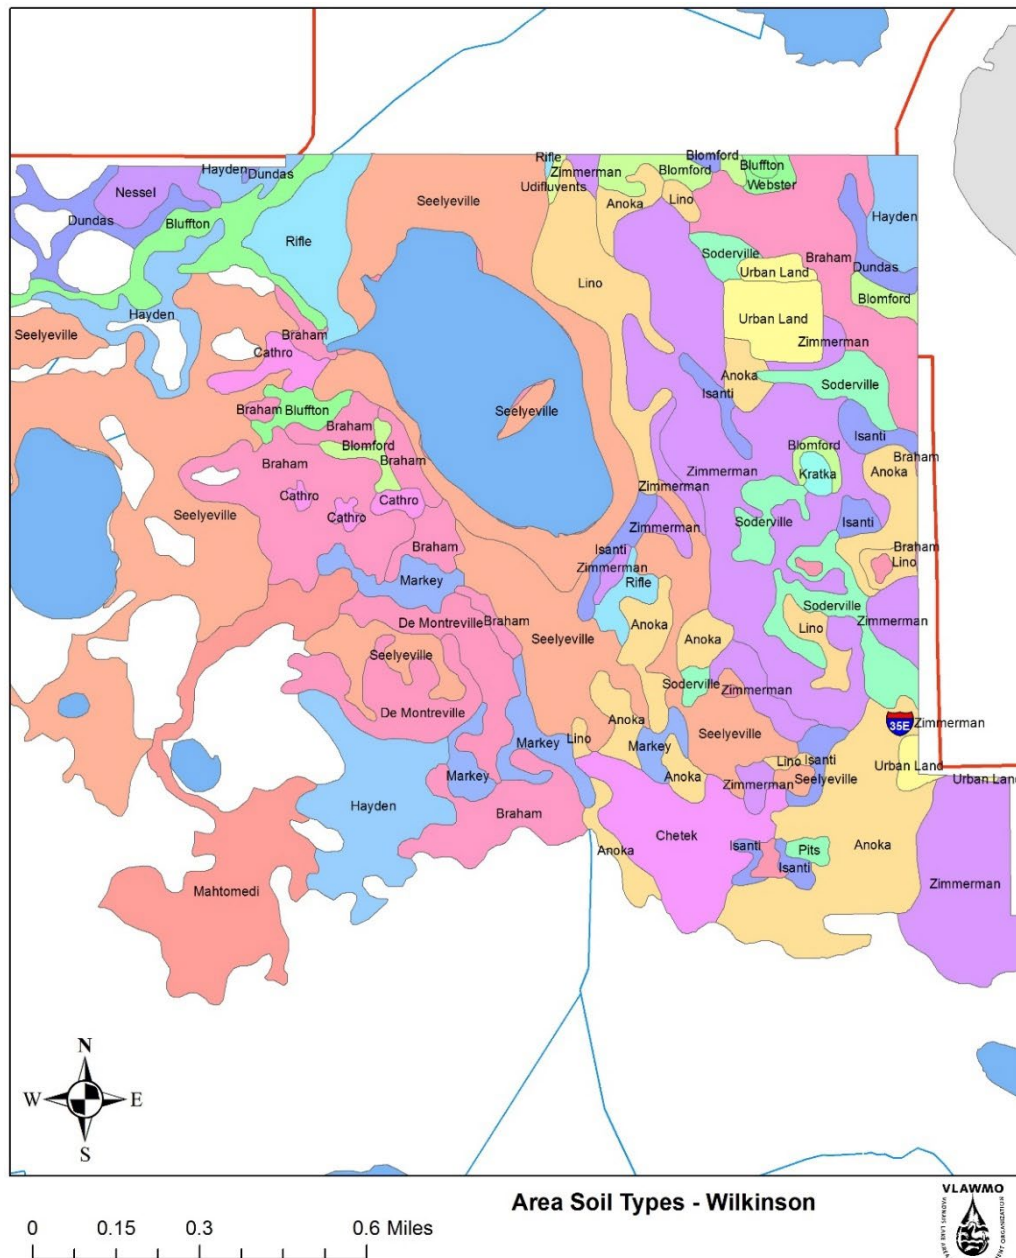 Rifle
Blomford
Hayden
Dundas
Zimmerman
Blomford
Bluffton
Nessel
Udifluvents
Webster
Seelyeville
Anoka
Lino
Dundas
Bluffton
Hayden
Rifle
Soderville
Braham
Urban Land
Dundas
Lino
Blomford
Hayden
Urban Land
Seelyeville
Braham
Zimmerman
Cathro
Anoka
Soderville
Isanti
Braham
Bluffton
Seelyeville
Braham
Isanti
Blomford
Braham
Braham
Braham
Zimmerman
Kratka
Anoka
Cathro
Cathro
Zimmerman
Seelyeville
Cathro
Zimmerman
Soderville
Isanti
Braham
Isanti
Braham
Zimmerman
Lino
Markey
Rifle
Soderville
De Montreville
Braham
Anoka
Zimmerman
Seelyeville
Anoka
Lino
Seelyeville
Soderville
Zimmerman
De Montreville
Anoka
35E
Zimmerman
Seelyeville
Markey
Lino
Markey
Lino
Isanti
Urban Land
Markey
Anoka
Zimmerman
Seelyeville
Urban Land
Hayden
Braham
Chetek
Anoka
Isanti
Pits
Anoka
Isanti
Mahtomedi
Zimmerman
N
W E
S
Area Soil Types - Wilkinson
VLAWMO
0 0.15 0.3 0.6 Miles